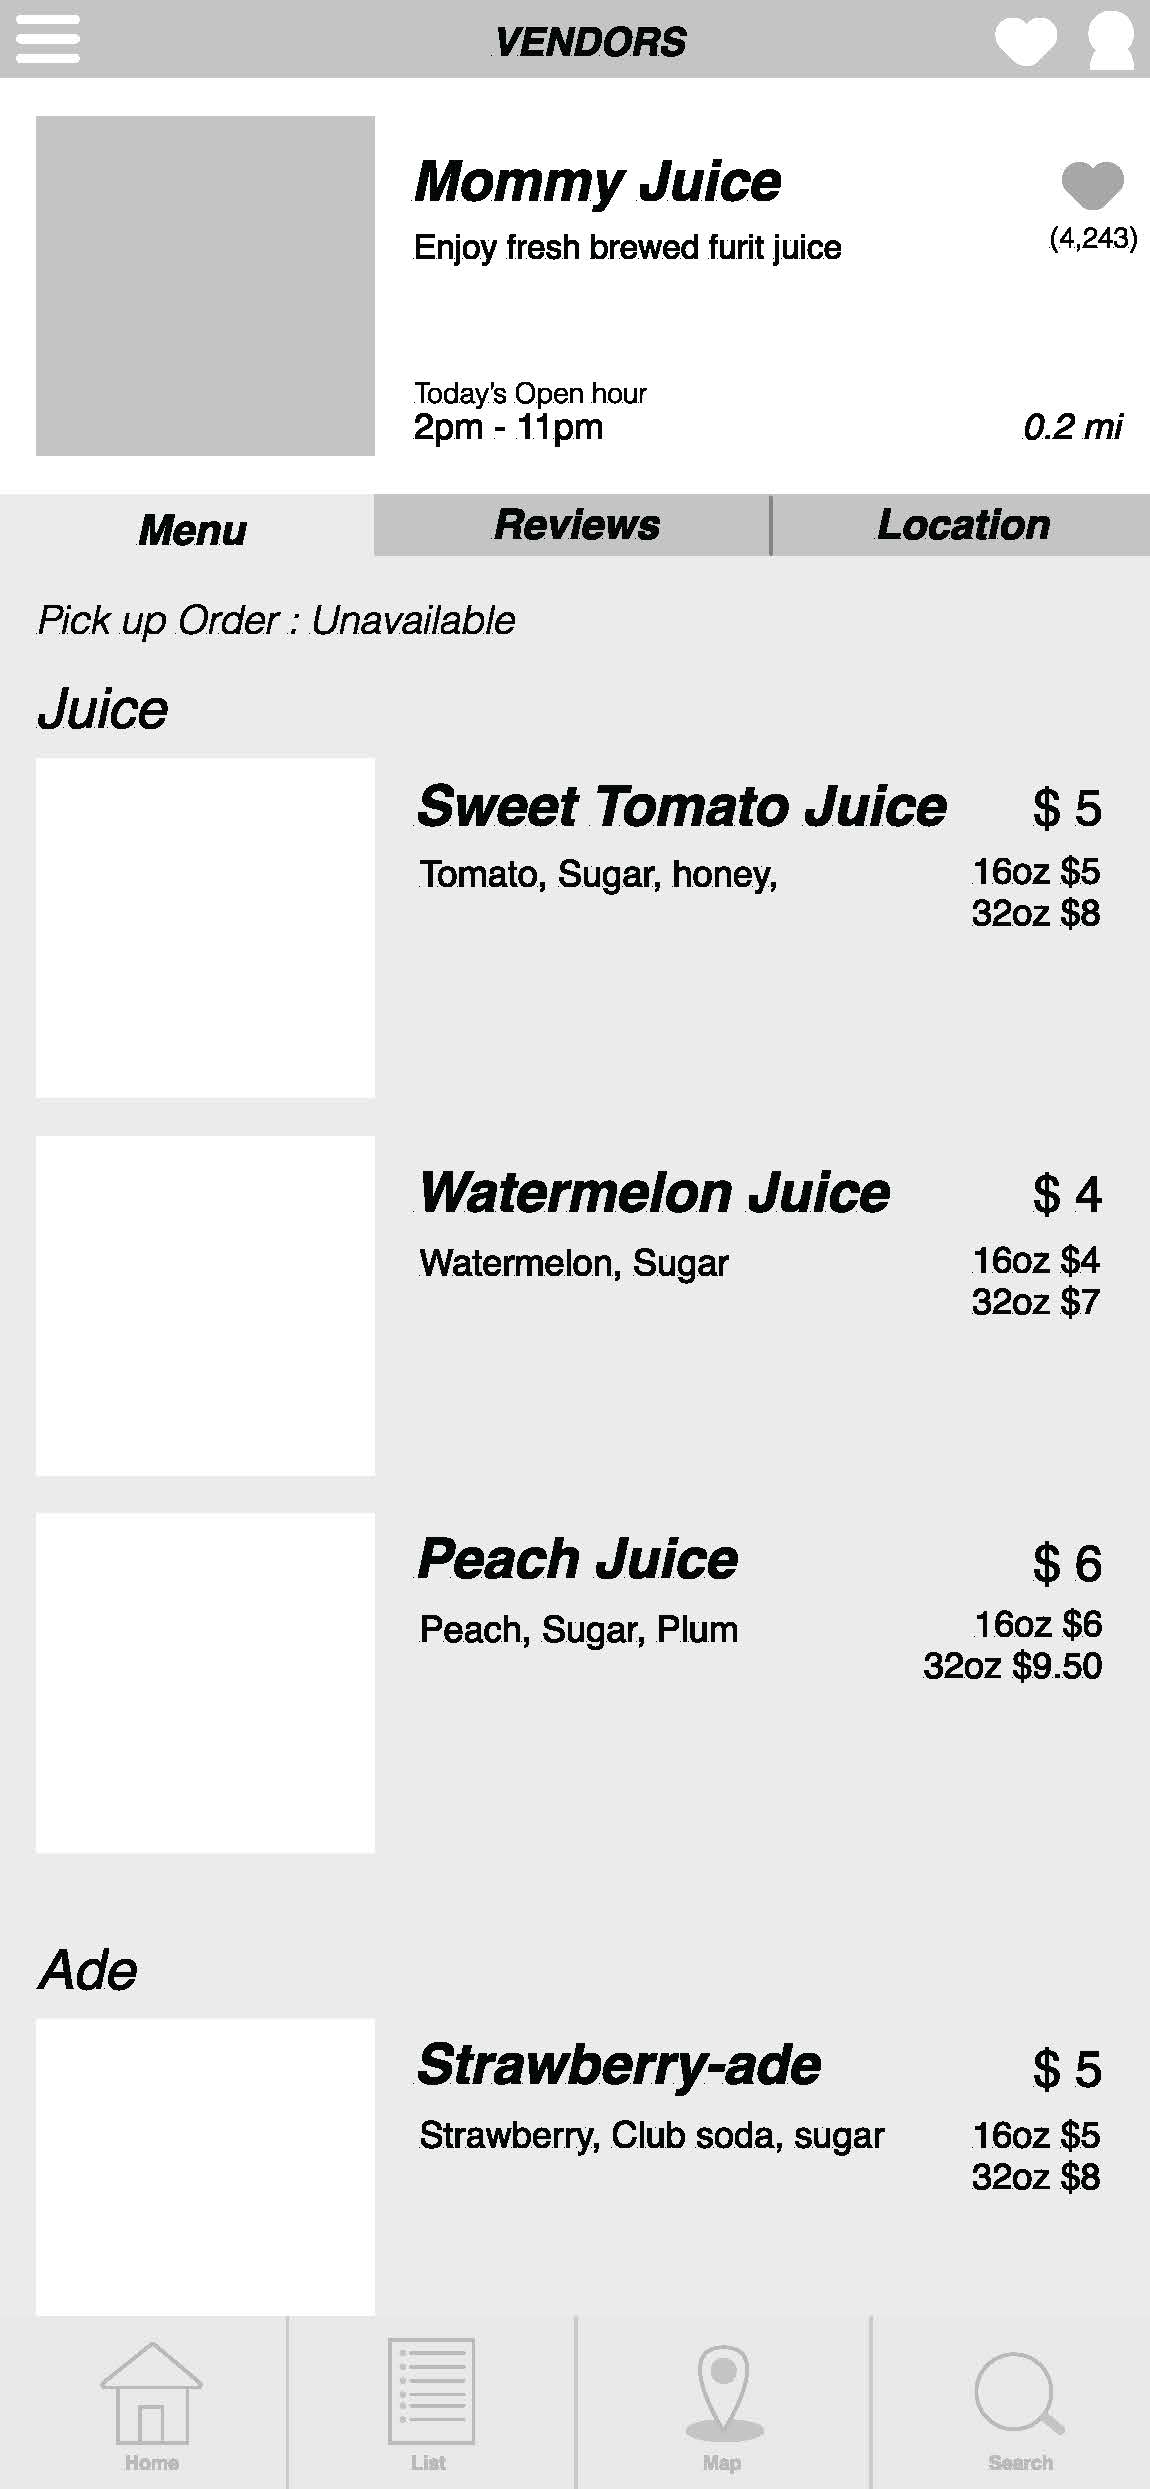 VENDORS
Mommy Juice
Enjoy fresh brewed furit juice
(4,243)
Today's Open hour
2pm - 11pm
0.2 mi
Menu
Reviews
Location
Pick up Order : Unavailable
Juice
Sweet Tomato Juice
$ 5
Tomato, Sugar, honey,
16oz $5
32oz $8
Watermelon Juice
$ 4
Watermelon, Sugar
16oz $4
32oz $7
Peach Juice
$ 6
Peach, Sugar, Plum
16oz $6
32oz $9.50
Ade
Strawberry-ade
$ 5
Strawberry, Club soda, sugar
16oz $5
32oz $8
Home
List
Map
Search